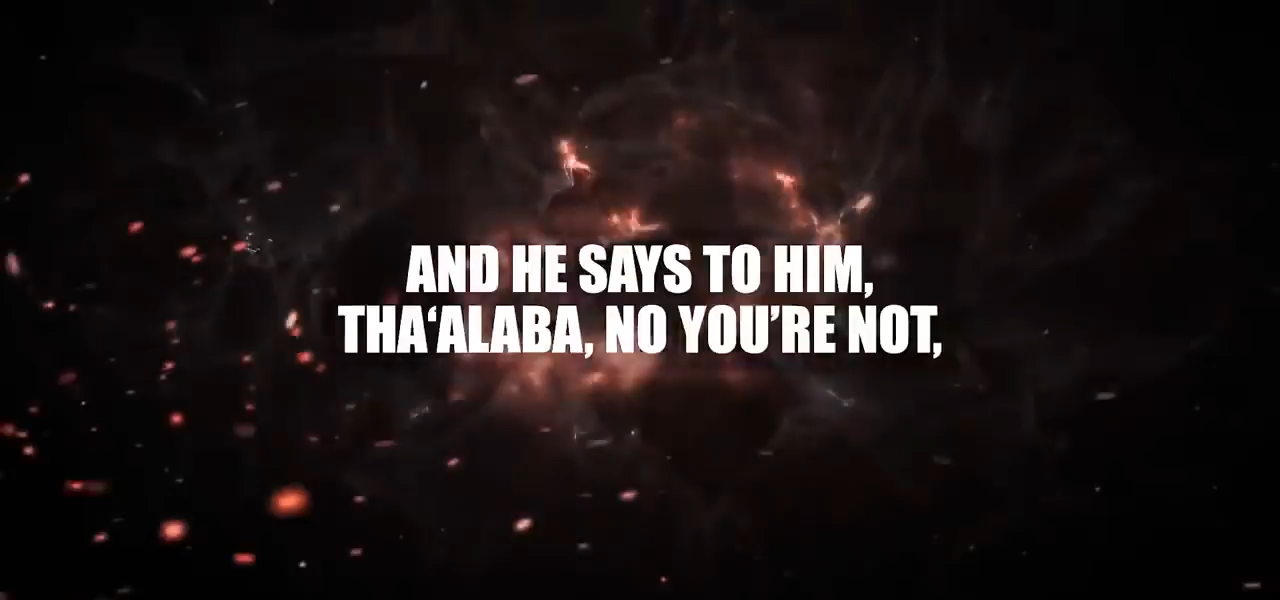 AND HE SAYS TO HIM,
THA‘ALABA, NO YOU’RE NOT,